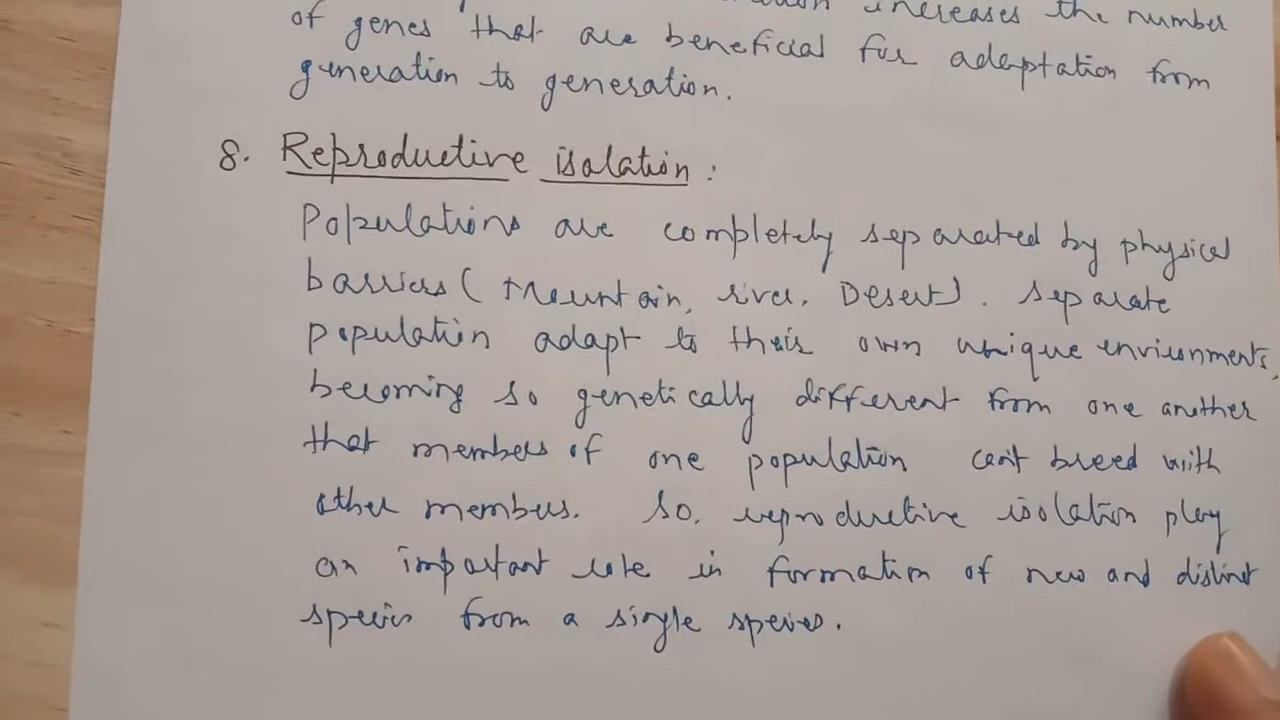 increases the number
of genes that are beneficial for adaptation from
generation to generation.
8. Reproductive isolation :
Populations are completely separated by physical
barriers ( Mountain, river, Desert). Separate
population adapt to their own unique environments,
becoming so genetically different from one another
that members of one population can't breed with
other members. So, reproductive isolation play
an important role in formation of new and distinct
species from a single species.